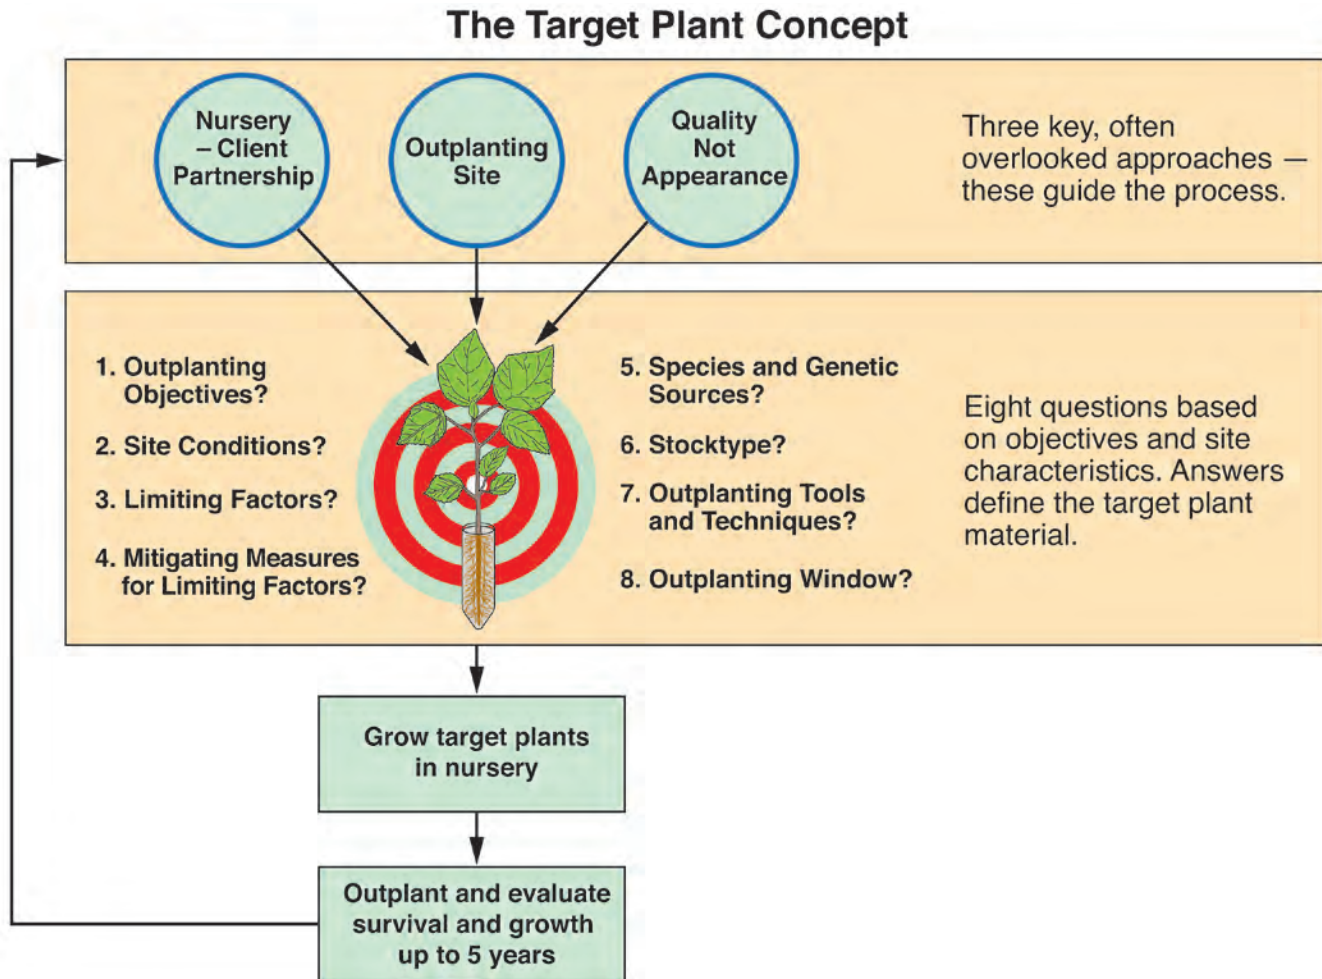 The Target Plant Concept
Nursery
– Client
Partnership
Outplanting
Site
Quality
Not
Appearance
Three key, often
overlooked approaches —
these guide the process.
1. Outplanting
Objectives?
2. Site Conditions?
3. Limiting Factors?
4. Mitigating Measures
for Limiting Factors?
5. Species and Genetic
Sources?
6. Stocktype?
7. Outplanting Tools
and Techniques?
8. Outplanting Window?
Eight questions based
on objectives and site
characteristics. Answers
define the target plant
material.
Grow target plants
in nursery
Outplant and evaluate
survival and growth
up to 5 years